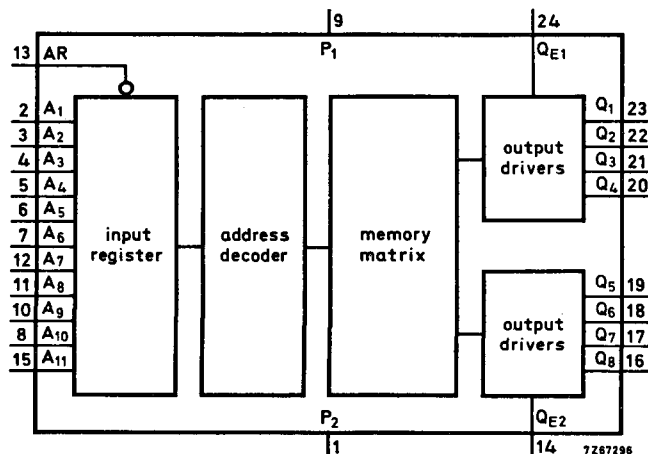 9 24
P1 QE1
13 AR
2 A1
3 A2
4 A3
5 A4
6 A5
7 A6
12 A7
11 A8
10 A9
8 A10
15 A11
input
register
address
decoder
memory
matrix
output
drivers
Q1 23
Q2 22
Q3 21
Q4 20
output
drivers
Q5 19
Q6 18
Q7 17
Q8 16
P2 QE2
1 14
7Z67296